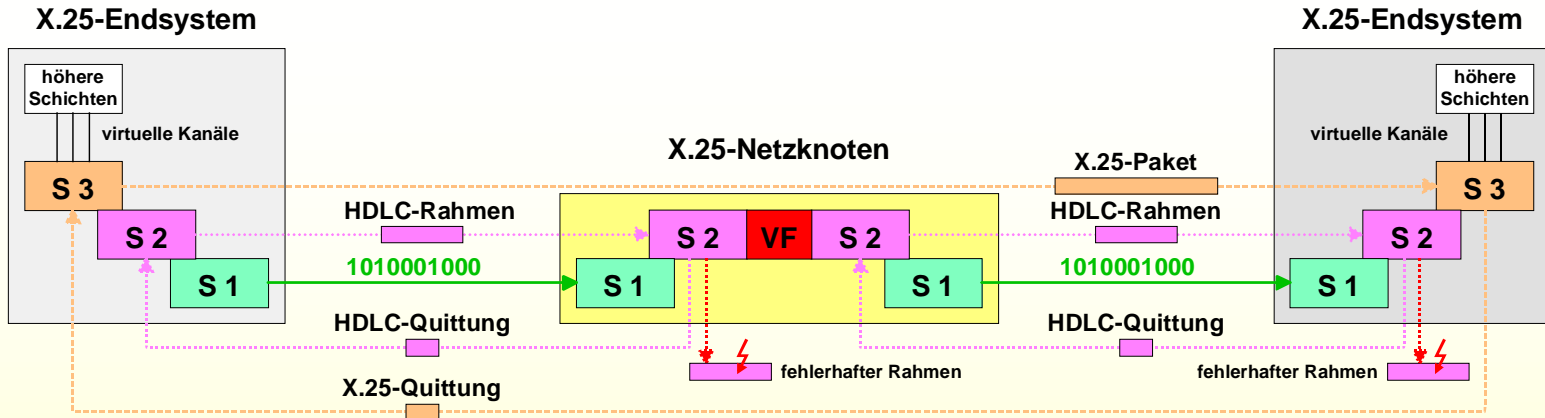 X.25-Endsystem
X.25-Endsystem
höhere
Schichten
höhere
Schichten
virtuelle Kanäle
virtuelle Kanäle
X.25-Netzknoten
X.25-Paket
S 3
S 3
HDLC-Rahmen
HDLC-Rahmen
S 2
S 2
VF
S 2
S 2
1010001000
1010001000
S 1
S 1
S 1
S 1
HDLC-Quittung
HDLC-Quittung
fehlerhafter Rahmen
fehlerhafter Rahmen
X.25-Quittung